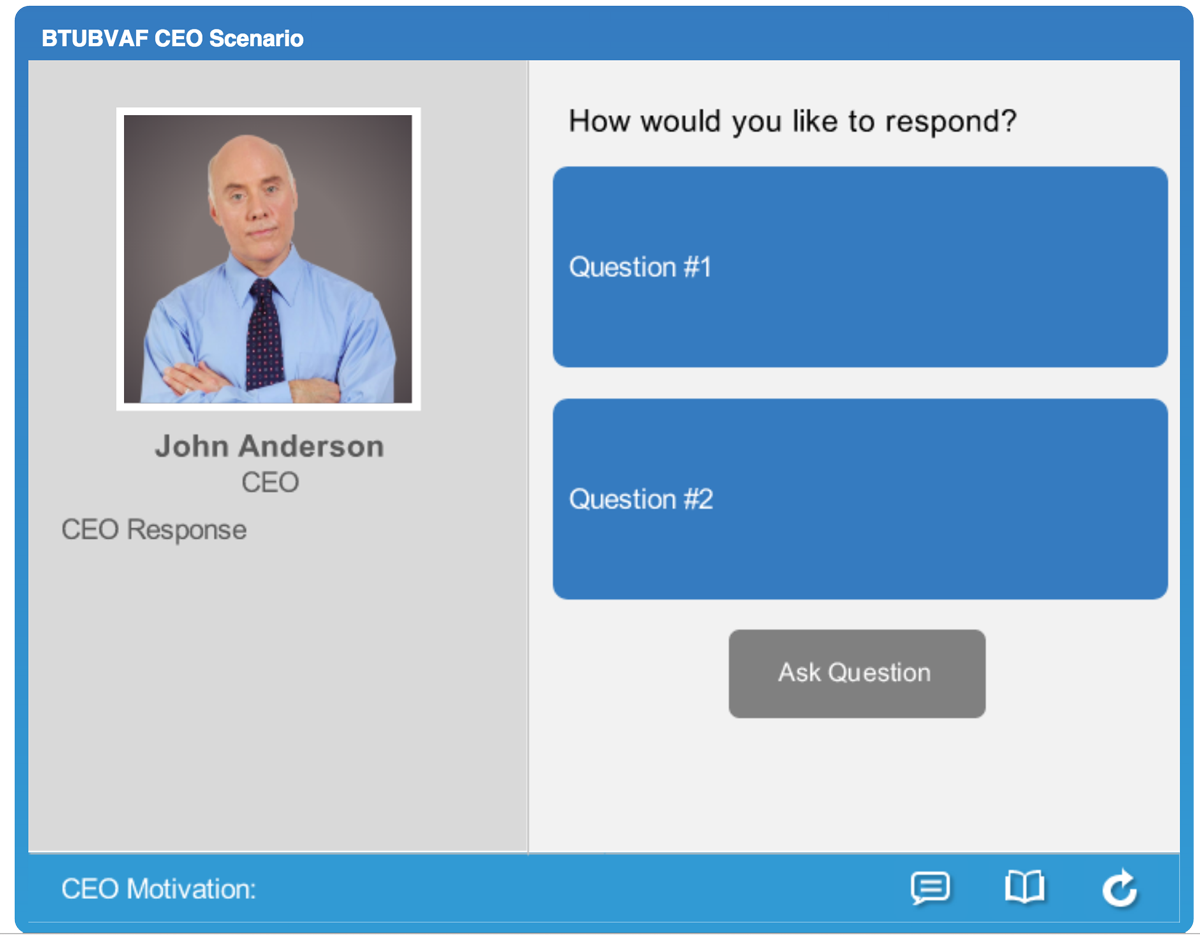 BTUBVAF CEO Scenario
John Anderson
CEO
CEO Response
How would you like to respond?
Question #1
Question #2
Ask Question
CEO Motivation: